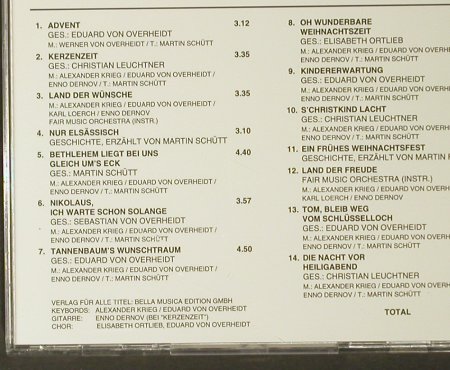 1. ADVENT 3.12
GES.: EDUARD VON OVERHEIDT
M.: WERNER VON OVERHEIDT / T.: MARTIN SCHÜTT
2. KERZENZEIT 3.35
GES.: CHRISTIAN LEUCHTNER
M.: ALEXANDER KRIEG / EDUARD VON OVERHEIDT /
ENNO DERNOV / T.: MARTIN SCHÜTT
3. LAND DER WÜNSCHE 3.35
M.: ALEXANDER KRIEG / EDUARD VON OVERHEIDT /
KARL LOERCH / ENNO DERNOV
FAIR MUSIC ORCHESTRA (INSTR.)
4. NUR ELSÄSSISCH 3.10
GESCHICHTE, ERZÄHLT VON MARTIN SCHÜTT
5. BETHLEHEM LIEGT BEI UNS 4.40
GLEICH UM'S ECK
GES.: MARTIN SCHÜTT
M.: ALEXANDER KRIEG / EDUARD VON OVERHEIDT /
ENNO DERNOV / T.: MARTIN SCHÜTT
6. NIKOLAUS, 3.57
ICH WARTE SCHON SOLANGE
GES.: SEBASTIAN VON OVERHEIDT
M.: ALEXANDER KRIEG / EDUARD VON OVERHEIDT /
ENNO DERNOV / T.: MARTIN SCHÜTT
7. TANNENBAUM'S WUNSCHTRAUM 4.50
GES.: EDUARD VON OVERHEIDT
M.: ALEXANDER KRIEG / EDUARD VON OVERHEIDT /
ENNO DERNOV / T.: MARTIN SCHÜTT
VERLAG FÜR ALLE TITEL: BELLA MUSICA EDITION GMBH
KEYBORDS: ALEXANDER KRIEG / EDUARD VON OVERHEIDT
GITARRE: ENNO DERNOV (BEI "KERZENZEIT")
CHOR: ELISABETH ORTLIEB, EDUARD VON OVERHEIDT
8. OH WUNDERBARE
WEIHNACHTSZEIT
GES.: ELISABETH ORTLIEB
M.: ALEXANDER KRIEG / EDUARD VON
ENNO DERNOV / T.: MARTIN SCHÜTT
9. KINDERERWARTUNG
GES.: EDUARD VON OVERHEIDT
M.: ALEXANDER KRIEG / EDUARD VON
ENNO DERNOV / T.: MARTIN SCHÜTT
10. S'CHRISTKIND LACHT
GES.: CHRISTIAN LEUCHTNER
M.: ALEXANDER KRIEG / EDUARD VON
ENNO DERNOV / T.: MARTIN SCHÜTT
11. EIN FRÜHES WEIHNACHTSFEST
GESCHICHTE, ERZÄHLT VON MARTIN
12. LAND DER FREUDE
FAIR MUSIC ORCHESTRA (INSTR.)
M.: ALEXANDER KRIEG / EDUARD VON
KARL LOERCH / ENNO DERNOV
13. TOM, BLEIB WEG
VOM SCHLÜSSELLOCH
GES.: EDUARD VON OVERHEIDT
M.: ALEXANDER KRIEG / EDUARD VON
ENNO DERNOV / T.: MARTIN SCHÜTT
14. DIE NACHT VOR
HEILIGABEND
GES.: CHRISTIAN LEUCHTNER
M.: ALEXANDER KRIEG / EDUARD VON
ENNO DERNOV / T.: MARTIN SCHÜTT
TOTAL